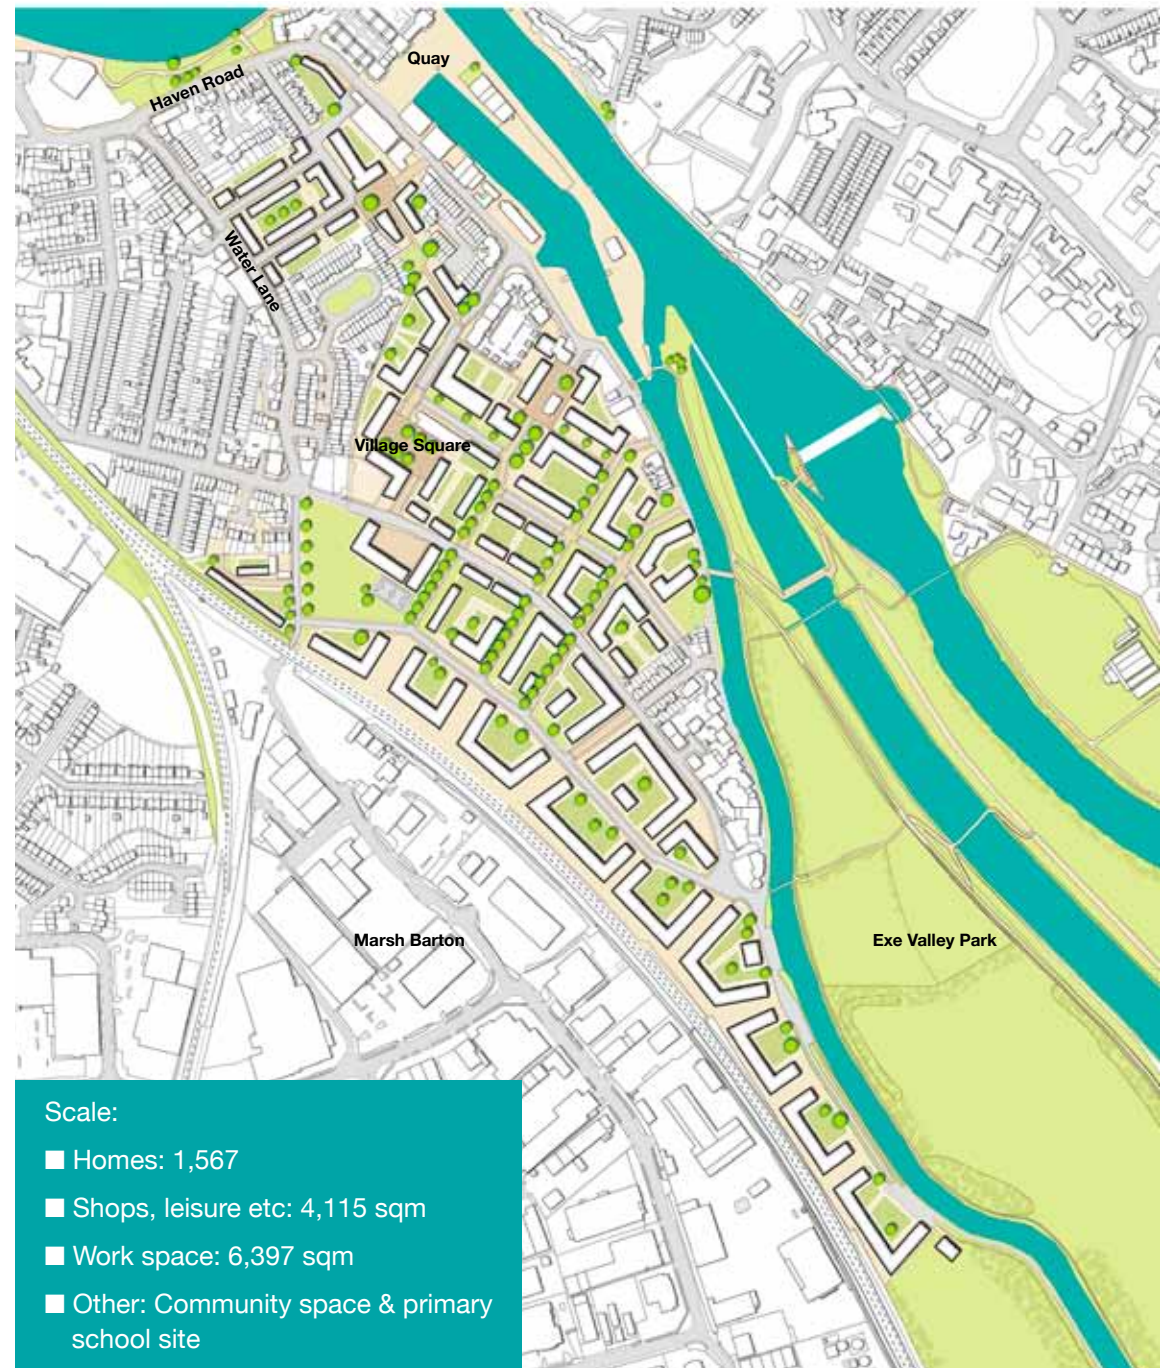 Quay
Haven Road
Water Lane
Village Square
Marsh Barton
Exe Valley Park
Scale:
■ Homes: 1,567
■ Shops, leisure etc: 4,115 sqm
■ Work space: 6,397 sqm
■ Other: Community space & primary
school site